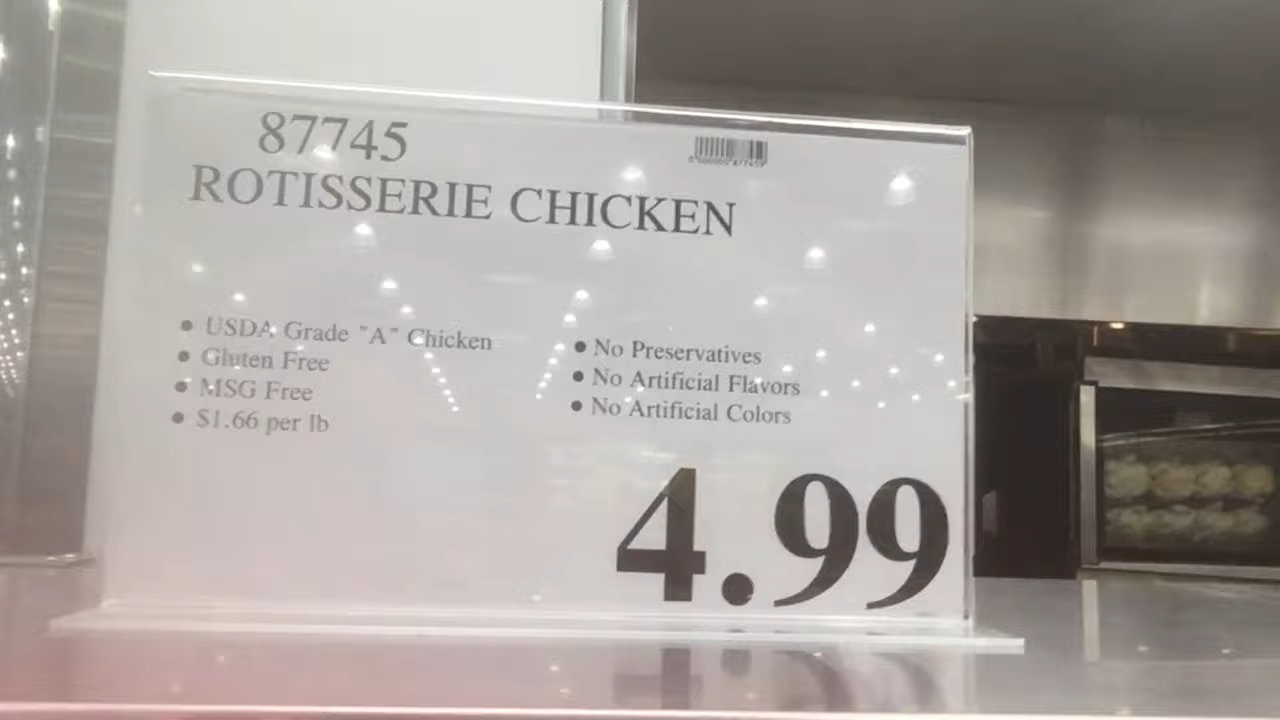 87745
ROTISSERIE CHICKEN
• USDA Grade "A" Chicken
• Gluten Free
• MSG Free
• $1.66 per lb
• No Preservatives
• No Artificial Flavors
• No Artificial Colors
4.99